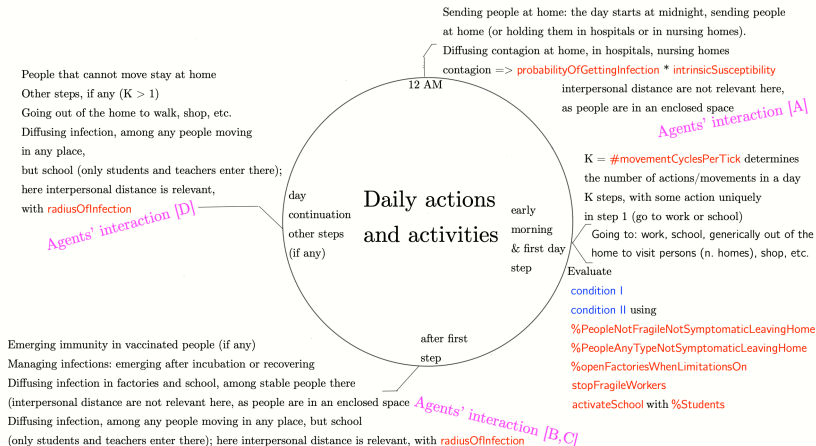 Sending people at home: the day starts at midnight, sending people
at home (or holding them in hospitals or in nursing homes).
Diffusing contagion at home, in hospitals, nursing homes
contagion => probabilityOfGettingInfection * intrinsicSusceptibility
interpersonal distance are not relevant here,
as people are in an enclosed space
Agents' interaction [A]
12 AM
People that cannot move stay at home
Other steps, if any (K > 1)
Going out of the home to walk, shop, etc.
Diffusing infection, among any people moving
in any place,
but school (only students and teachers enter there);
here interpersonal distance is relevant,
with radiusOfInfection
Agents' interaction [D]
day
continuation
other steps
(if any)
Daily actions
and activities
early
morning
& first day
step
K = #movementCyclesPerTick determines
the number of actions/movements in a day
K steps, with some action uniquely
in step 1 (go to work or school)
Going to: work, school, generically out of the
home to visit persons (n. homes), shop, etc.
Evaluate
condition I
condition II using
%PeopleNotFragileNotSymptomaticLeavingHome
%PeopleAnyTypeNotSymptomaticLeavingHome
%openFactoriesWhenLimitationsOn
stopFragileWorkers
activateSchool with %Students
after first
step
Emerging immunity in vaccinated people (if any)
Managing infections: emerging after incubation or recovering
Diffusing infection in factories and school, among stable people there
(interpersonal distance are not relevant here, as people are in an enclosed space
Diffusing infection, among any people moving in any place, but school
(only students and teachers enter there); here interpersonal distance is relevant, with radiusOfInfection
Agents' interaction [B,C]